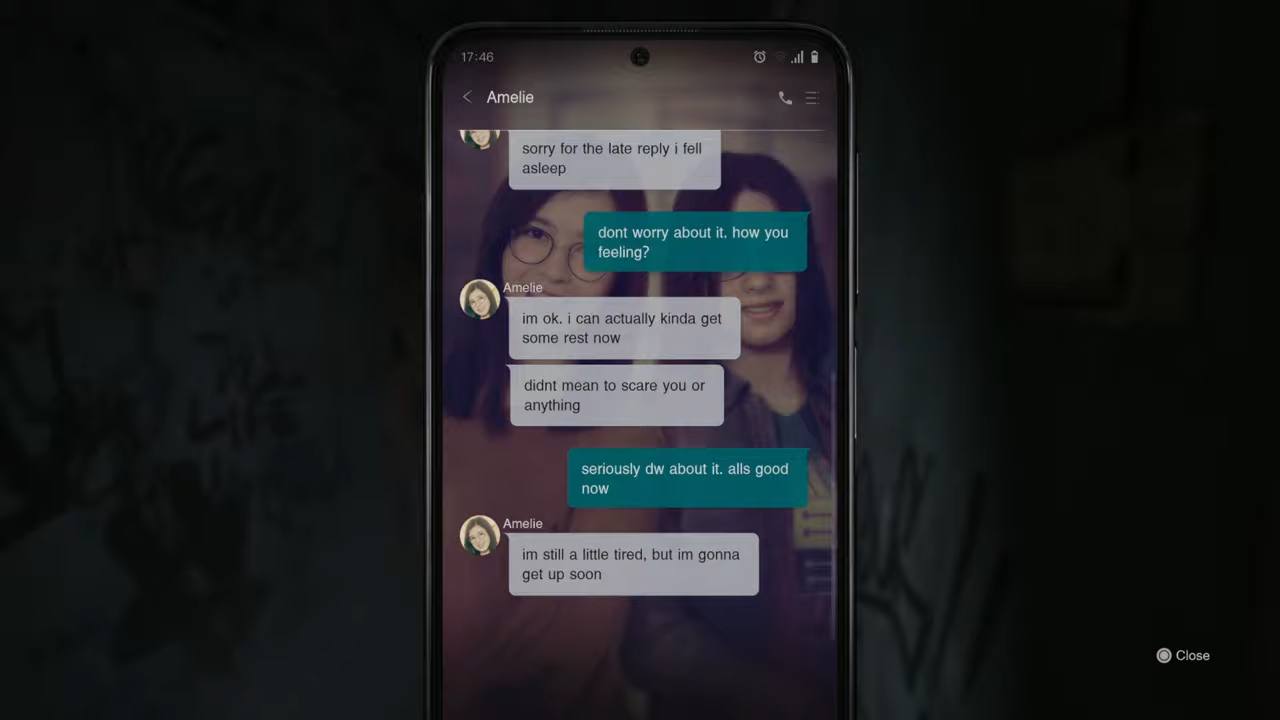 17:46
Amelie
sorry for the late reply i fell
asleep
dont worry about it. how you
feeling?
Amelie
im ok. i can actually kinda get
some rest now
didnt mean to scare you or
anything
seriously dw about it. alls good
now
Amelie
im still a little tired, but im gonna
get up soon
LIFE
Close